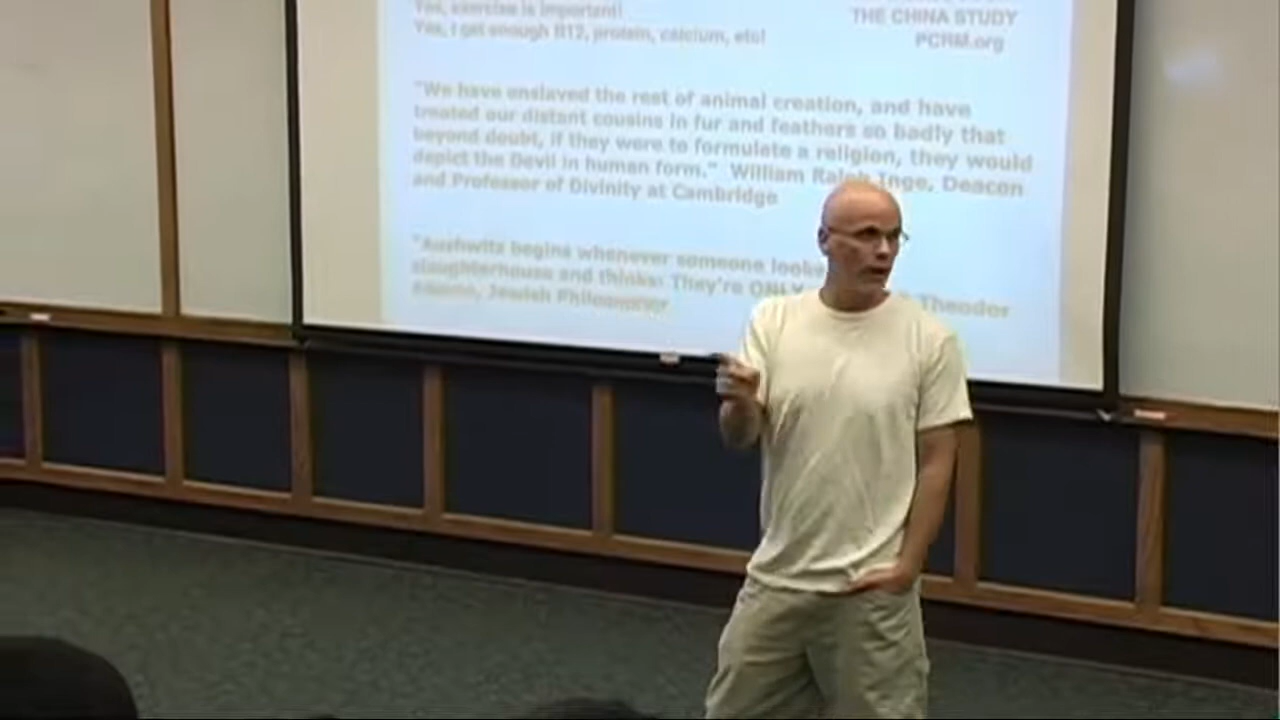 Yes, exercise is important!
Yes, I get enough B12, protein, calcium, etc!
THE CHINA STUDY
PCRM.org
"We have enslaved the rest of animal creation, and have
treated our distant cousins in fur and feathers so badly that
beyond doubt, if they were to formulate a religion, they would
depict the Devil in human form." William Ralph Inge, Deacon
and Professor of Divinity at Cambridge
"Auschwitz begins whenever someone looks
slaughterhouse and thinks: They're ONLY Theodor
Adorno, Jewish Philosopher